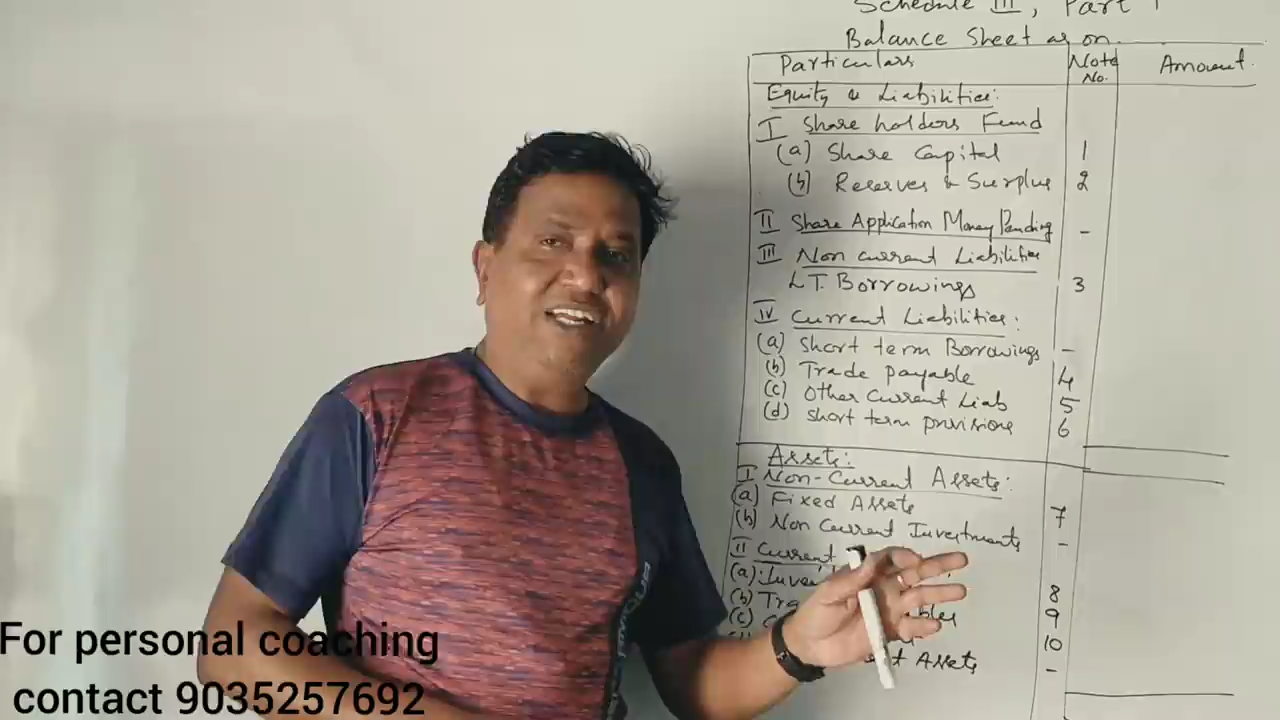 Schedule III, Part I
Balance Sheet as on
Particulars Note No. Amount
Equity & Liabilities:
I Share holders Fund
(a) Share Capital 1
(b) Reserves & Surplus 2
II Share Application Money Pending -
III Non current Liabilities
L.T. Borrowings 3
IV Current Liabilities:
(a) Short term Borrowings -
(b) Trade payable 4
(c) Other Current Liab 5
(d) Short term provisions 6
Assets:
I Non-Current Assets:
(a) Fixed Assets 7
(b) Non Current Investments -
II Current
(a) 8
(b) 9
(c) 10
Assets -
For personal coaching
contact 9035257692